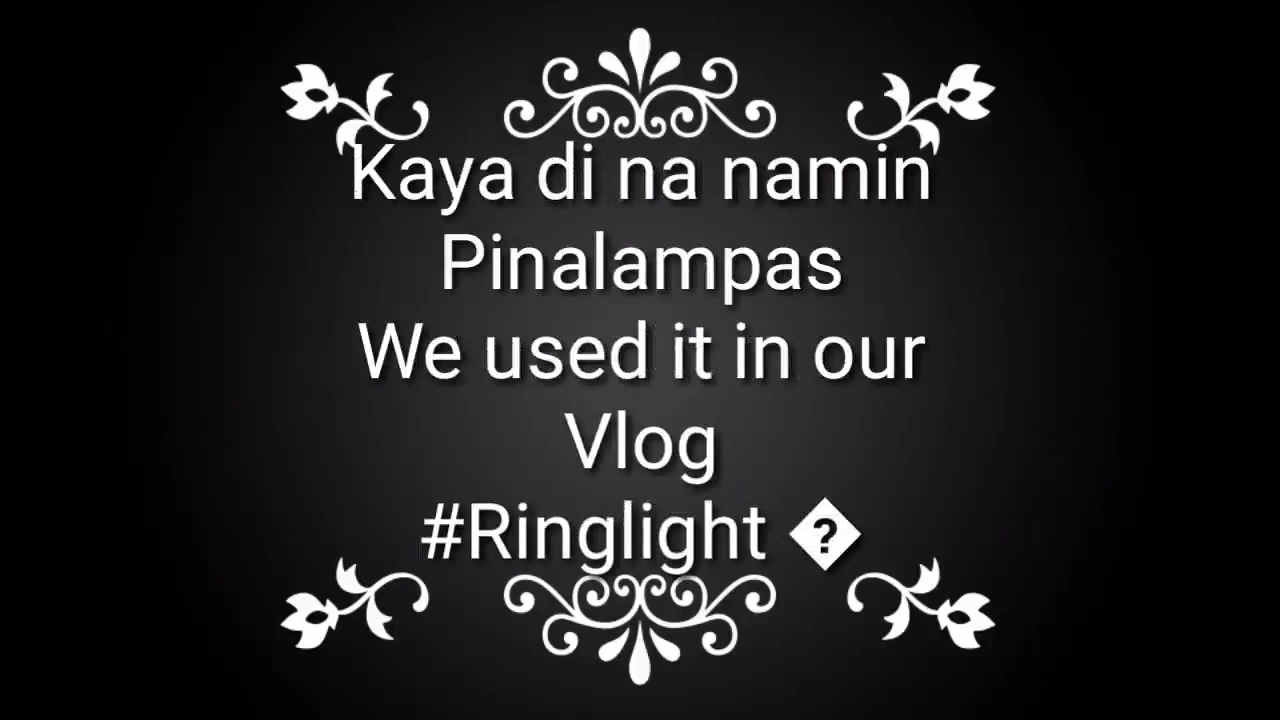 Kaya di na namin
Pinalampas
We used it in our
Vlog
#Ringlight �